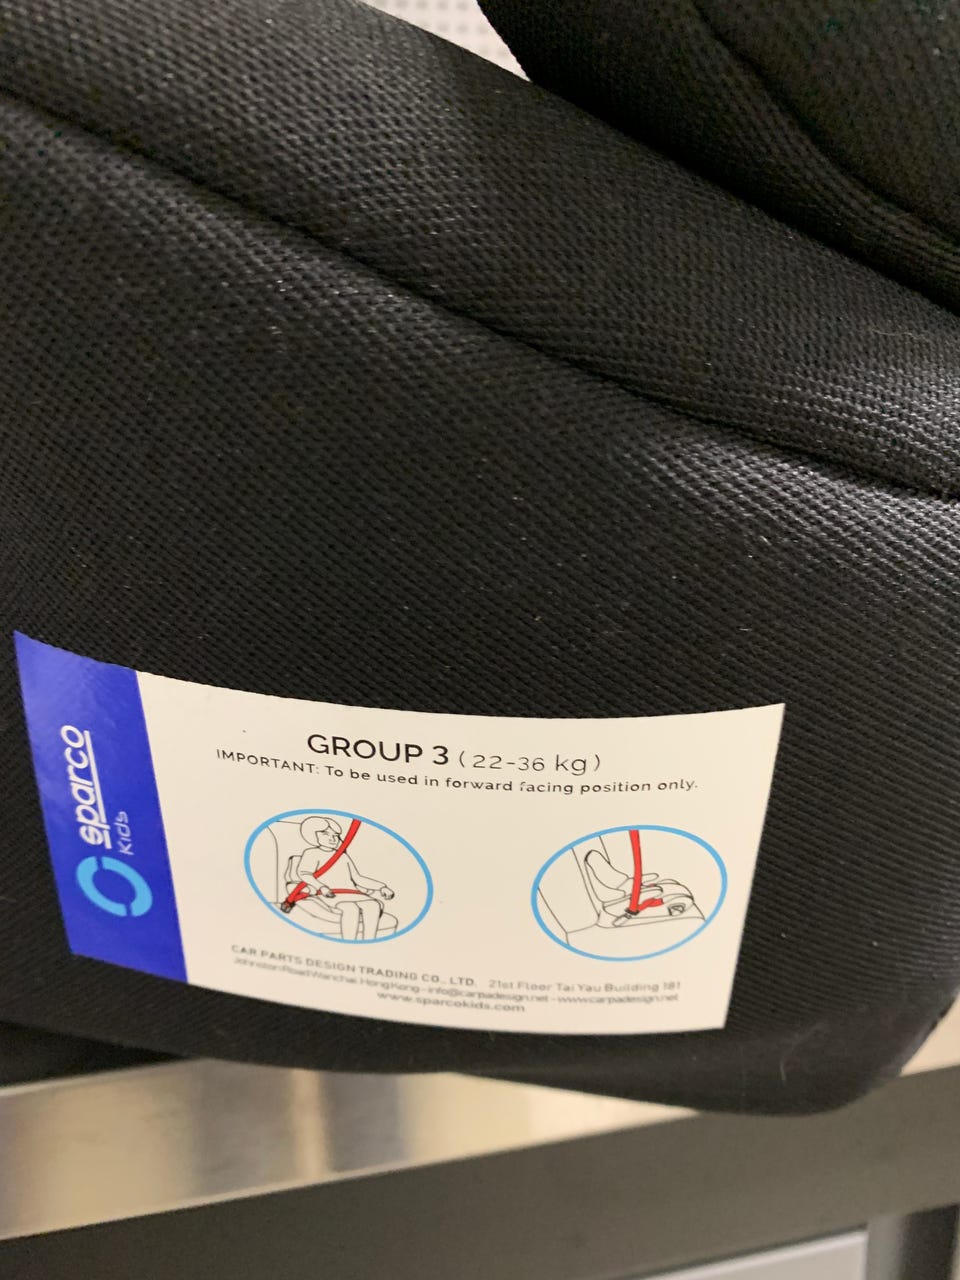 sparco
kids
GROUP 3 (22-36 kg)
IMPORTANT: To be used in forward facing position only.
CAR PARTS DESIGN TRADING CO., LTD. 21st Floor Tai Yau Building 181
Johnston Road Wanchai. Hong Kong - info@carpadesign.net - www.carpadesign.net
www.sparcokids.com